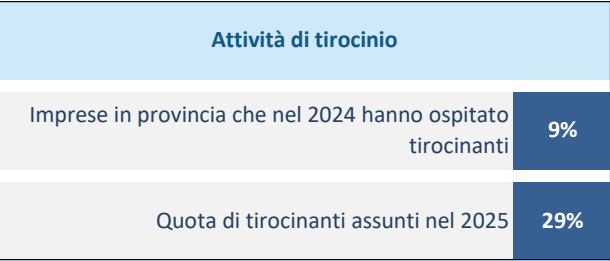 Attività di tirocinio
Imprese in provincia che nel 2024 hanno ospitato
tirocinanti
9%
Quota di tirocinanti assunti nel 2025
29%